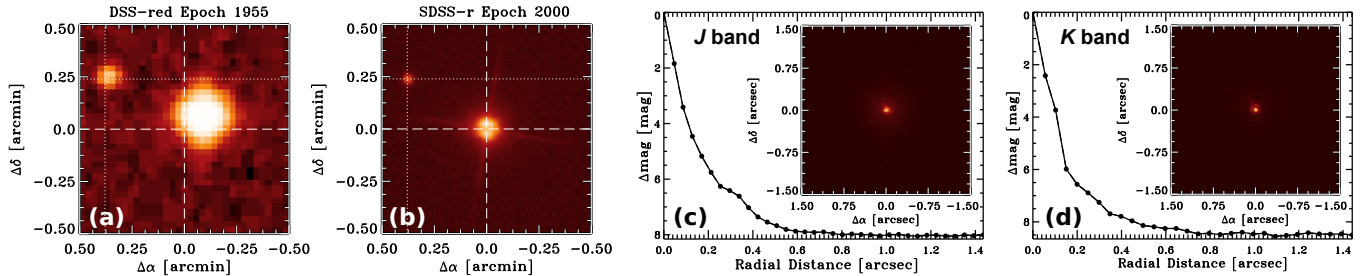 DSS-red Epoch 1955
0.50
0.25
0.0
−0.25
−0.50
Δδ [arcmin]
(a)
0.50 0.25 0.0 −0.25 −0.50
Δα [arcmin]
SDSS-r Epoch 2000
0.50
0.25
0.0
−0.25
−0.50
Δδ [arcmin]
(b)
0.50 0.25 0.0 −0.25 −0.50
Δα [arcmin]
0
2
4
6
8
Δmag [mag]
J band
(c)
1.50
0.75
0.0
−0.75
−1.50
Δδ [arcsec]
1.50 0.75 0.0 −0.75 −1.50
Δα [arcsec]
0.0 0.2 0.4 0.6 0.8 1.0 1.2 1.4
Radial Distance [arcsec]
0
2
4
6
8
Δmag [mag]
K band
(d)
1.50
0.75
0.0
−0.75
−1.50
Δδ [arcsec]
1.50 0.75 0.0 −0.75 −1.50
Δα [arcsec]
0.0 0.2 0.4 0.6 0.8 1.0 1.2 1.4
Radial Distance [arcsec]